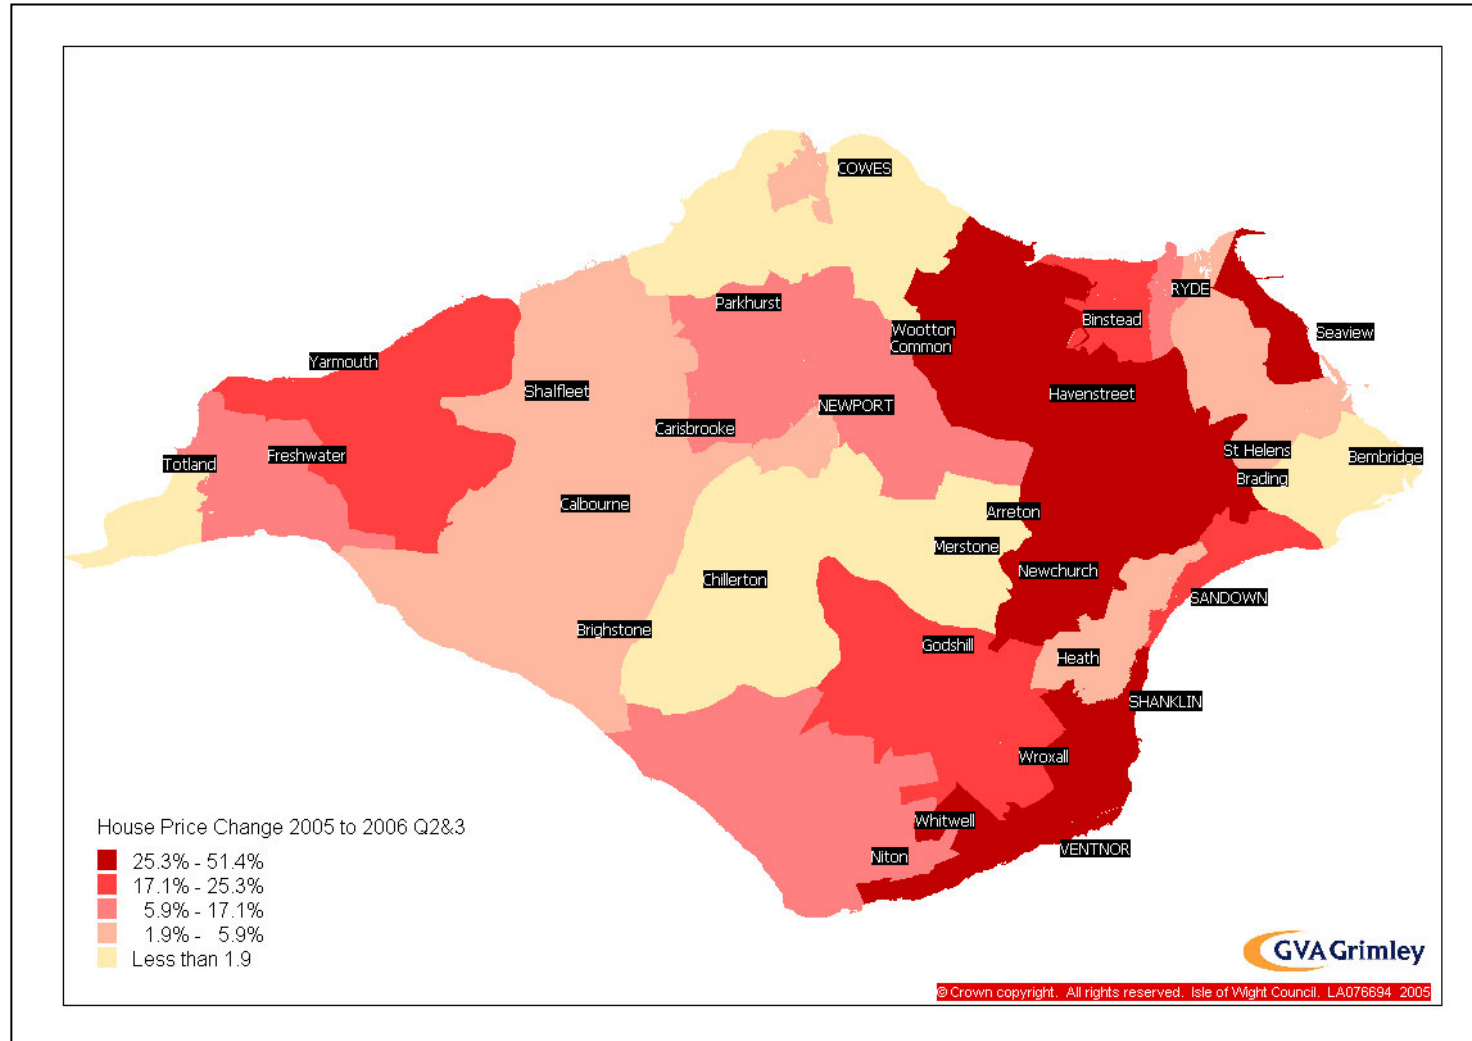 COWES
Parkhurst
RYDE
Binstead
Wootton
Common
Seaview
Yarmouth
Shalfleet
Havenstreet
NEWPORT
Carisbrooke
Freshwater
Totland
St Helens
Bembridge
Brading
Calbourne
Arreton
Merstone
Newchurch
Chillerton
SANDOWN
Brighstone
Godshill
Heath
SHANKLIN
Wroxall
Whitwell
VENTNOR
Niton
House Price Change 2005 to 2006 Q2&3
25.3% - 51.4%
17.1% - 25.3%
5.9% - 17.1%
1.9% - 5.9%
Less than 1.9
GVA Grimley
© Crown copyright. All rights reserved. Isle of Wight Council. LA076694 2005